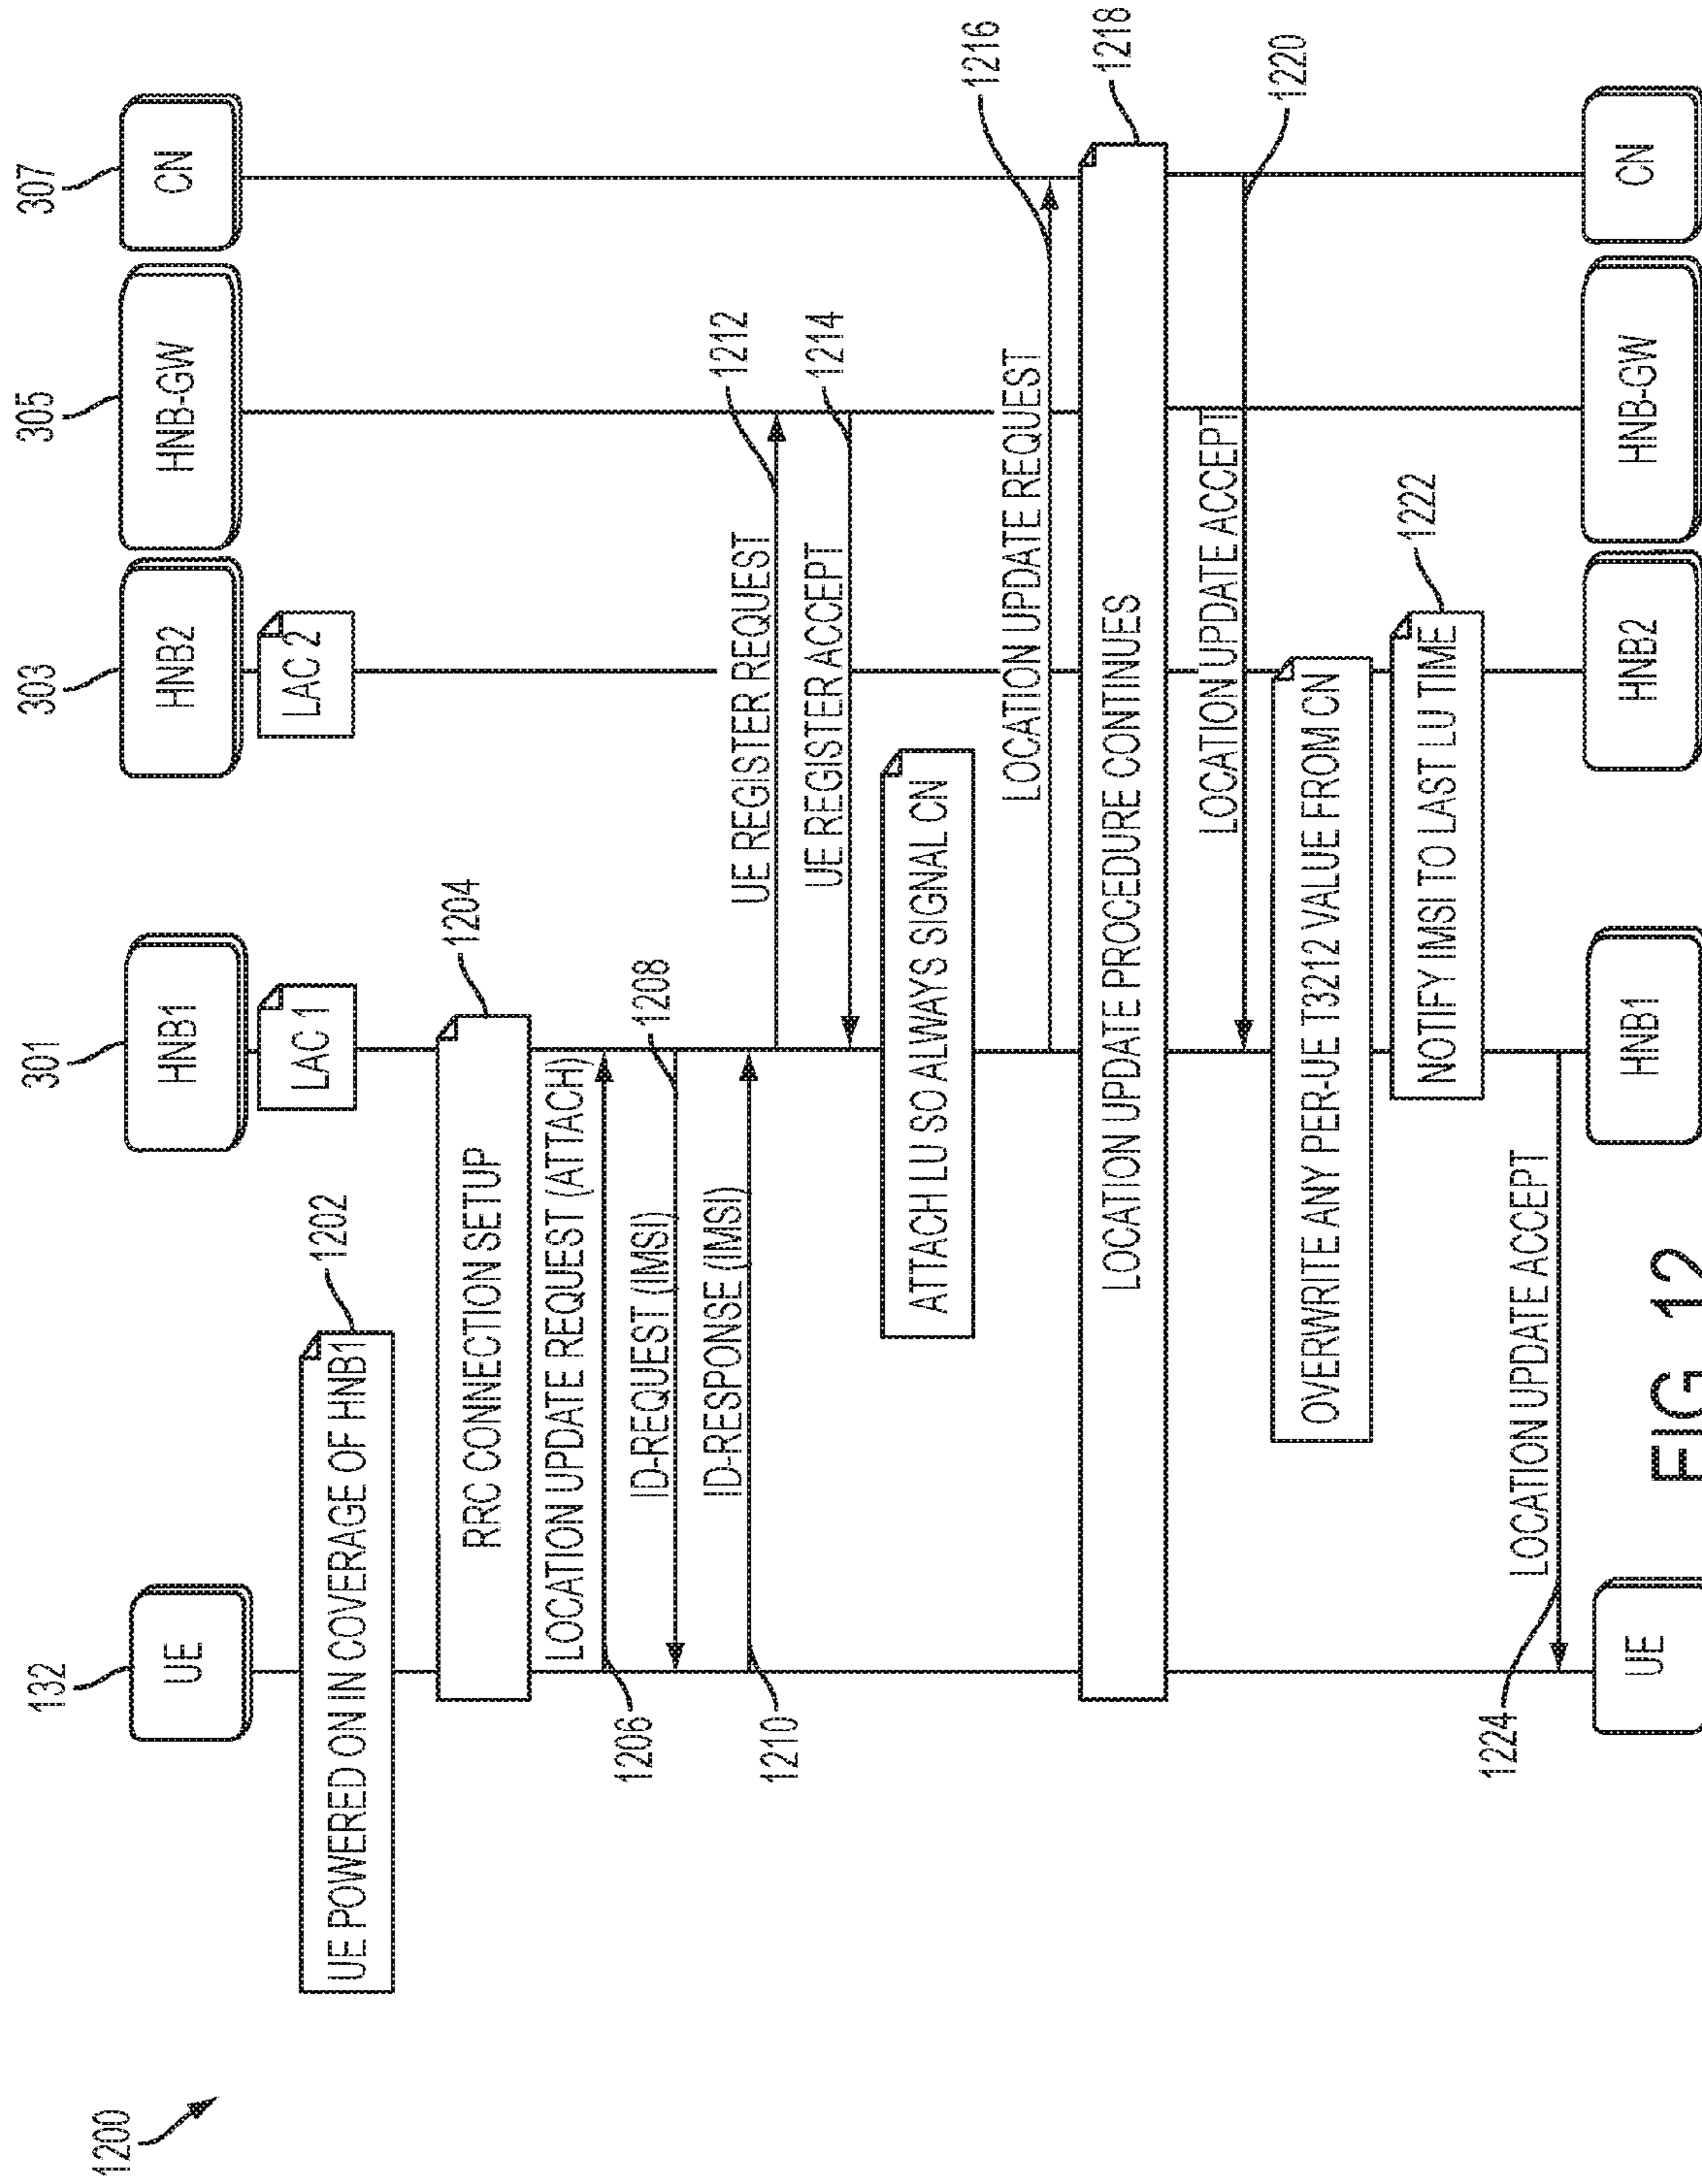 1200
132
301
303
305
307
UE
HNB1
HNB2
HNB-GW
CN
LAC 1
LAC 2
UE POWERED ON IN COVERAGE OF HNB1
1202
RRC CONNECTION SETUP
1204
LOCATION UPDATE REQUEST (ATTACH)
1206
ID-REQUEST (IMSI)
1208
ID-RESPONSE (IMSI)
1210
UE REGISTER REQUEST
1212
UE REGISTER ACCEPT
1214
ATTACH LU SO ALWAYS SIGNAL CN
LOCATION UPDATE REQUEST
1216
LOCATION UPDATE PROCEDURE CONTINUES
1218
LOCATION UPDATE ACCEPT
1220
OVERWRITE ANY PER-UE T3212 VALUE FROM CN
NOTIFY IMSI TO LAST LU TIME
1222
LOCATION UPDATE ACCEPT
1224
UE
HNB1
HNB2
HNB-GW
CN
FIG 12